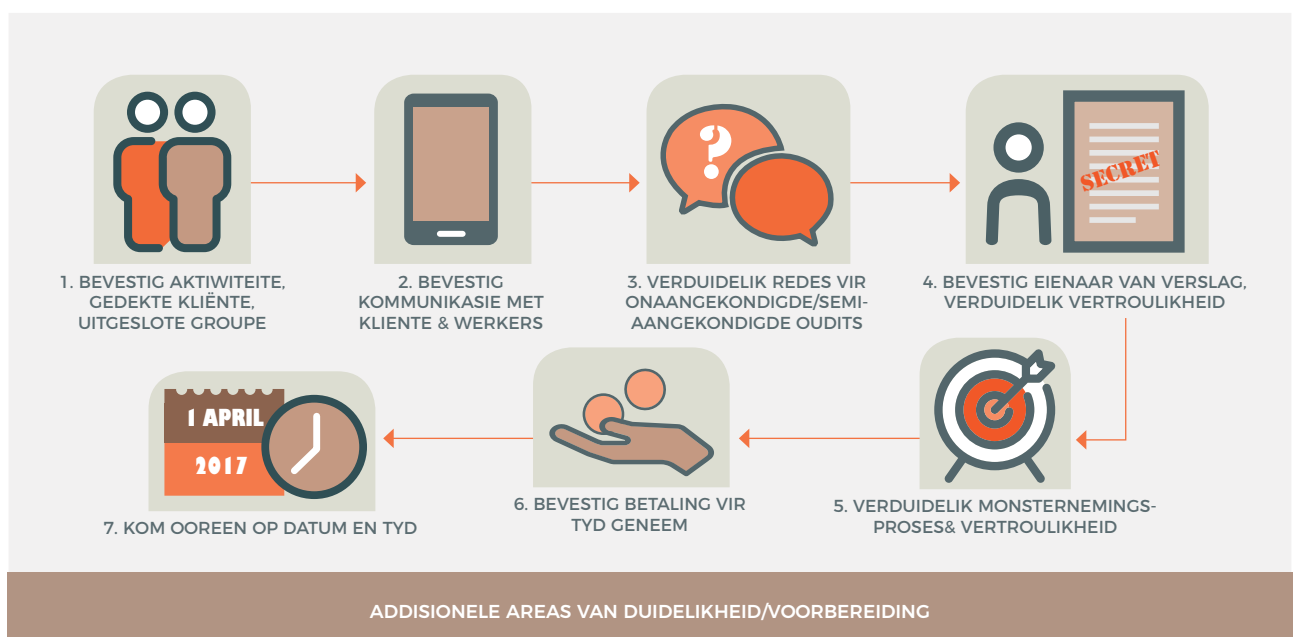 1. BEVESTIG AKTIWITEITE,
GEDEKTE KLIËNTE,
UITGESLOTE GROEPE
2. BEVESTIG
KOMMUNIKASIE MET
KLIENTE & WERKERS
3. VERDUIDELIK REDES VIR
ONAANGEKONDIGDE/SEMI-
AANGEKONDIGDE OUDITS
SECRET
4. BEVESTIG EIENAAR VAN VERSLAG,
VERDUIDELIK VERTROULIKHEID
5. VERDUIDELIK MONSTERNEMINGS-
PROSES& VERTROULIKHEID
6. BEVESTIG BETALING VIR
TYD GENEEM
1 APRIL
2017
7. KOM OOREEN OP DATUM EN TYD
ADDISIONELE AREAS VAN DUIDELIKHEID/VOORBEREIDING